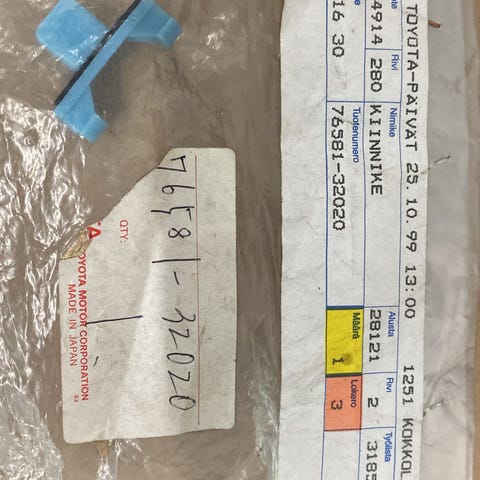 TOYOTA-PÄIVÄT 25.10.99 13:00 1251 KOKKOL
Rivi Nimike Alusta Rivi Työlista
4914 280 KIINNIKE 28121 2 3185
Tuotenumero Määrä Lokero
16 30 76581-32020 1 3
76581-32020
QTY:
1
TOYOTA MOTOR CORPORATION
MADE IN JAPAN